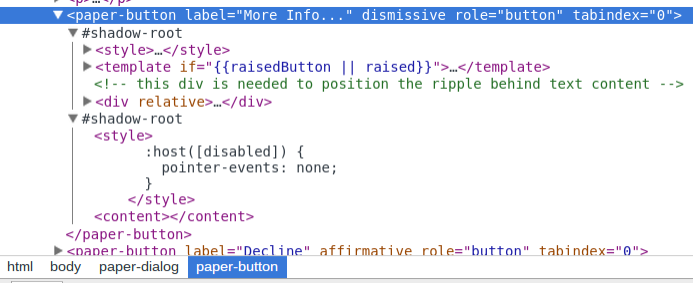 <p>…</p>
▼<paper-button label="More Info..." dismissive role="button" tabindex="0">
▼#shadow-root
▶<style>…</style>
▶<template if="{{raisedButton || raised}}">…</template>
<!-- this div is needed to position the ripple behind text content -->
▶<div relative>…</div>
▼#shadow-root
<style>
:host([disabled]) {
pointer-events: none;
}
</style>
<content></content>
</paper-button>
▶<paper-button label="Decline" affirmative role="button" tabindex="0">
html body paper-dialog paper-button